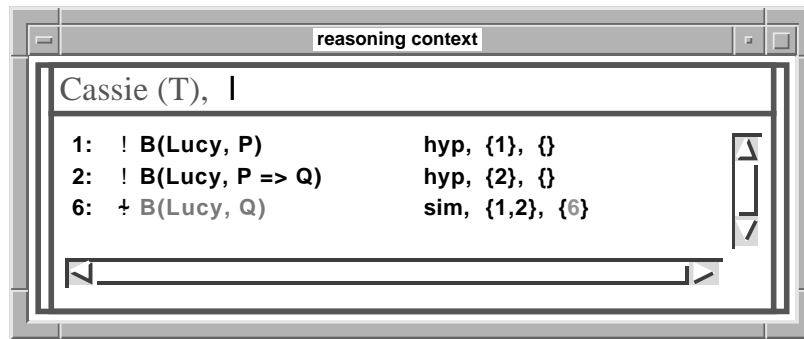 reasoning context
Cassie (T),
1: ! B(Lucy, P) hyp, {1}, {}
2: ! B(Lucy, P => Q) hyp, {2}, {}
6: ! B(Lucy, Q) sim, {1,2}, {6}